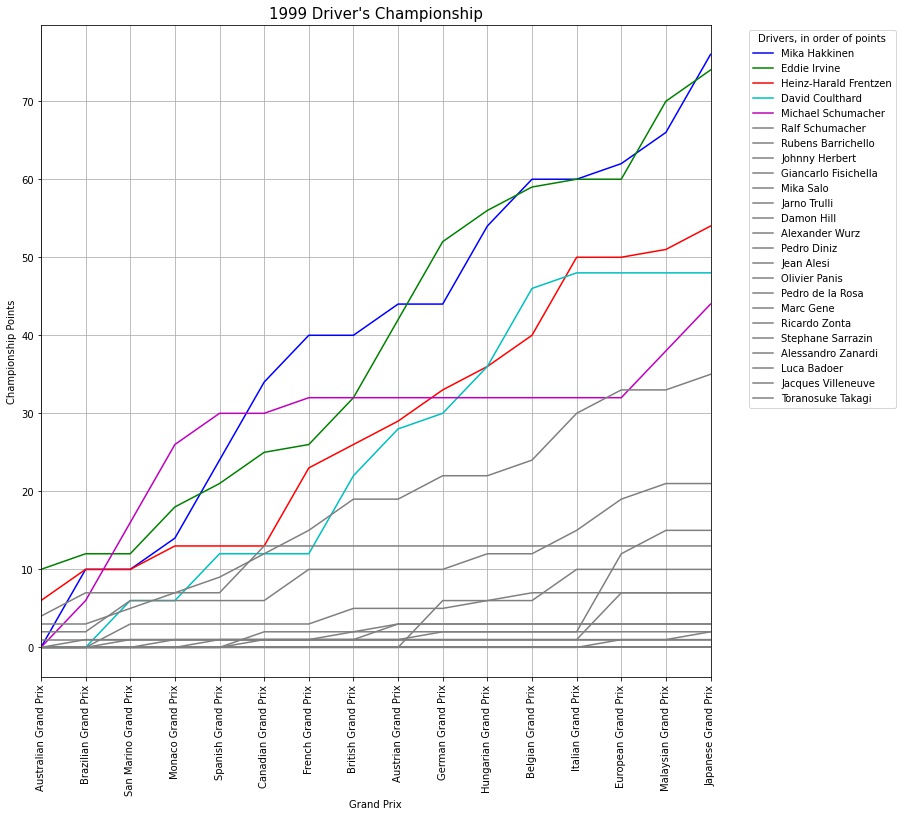 1999 Driver's Championship
Drivers, in order of points
Mika Hakkinen
Eddie Irvine
Heinz-Harald Frentzen
David Coulthard
Michael Schumacher
Ralf Schumacher
Rubens Barrichello
Johnny Herbert
Giancarlo Fisichella
Mika Salo
Jarno Trulli
Damon Hill
Alexander Wurz
Pedro Diniz
Jean Alesi
Olivier Panis
Pedro de la Rosa
Marc Gene
Ricardo Zonta
Stephane Sarrazin
Alessandro Zanardi
Luca Badoer
Jacques Villeneuve
Toranosuke Takagi
Championship Points
70
60
50
40
30
20
10
0
Australian Grand Prix
Brazilian Grand Prix
San Marino Grand Prix
Monaco Grand Prix
Spanish Grand Prix
Canadian Grand Prix
French Grand Prix
British Grand Prix
Austrian Grand Prix
German Grand Prix
Hungarian Grand Prix
Belgian Grand Prix
Italian Grand Prix
European Grand Prix
Malaysian Grand Prix
Japanese Grand Prix
Grand Prix